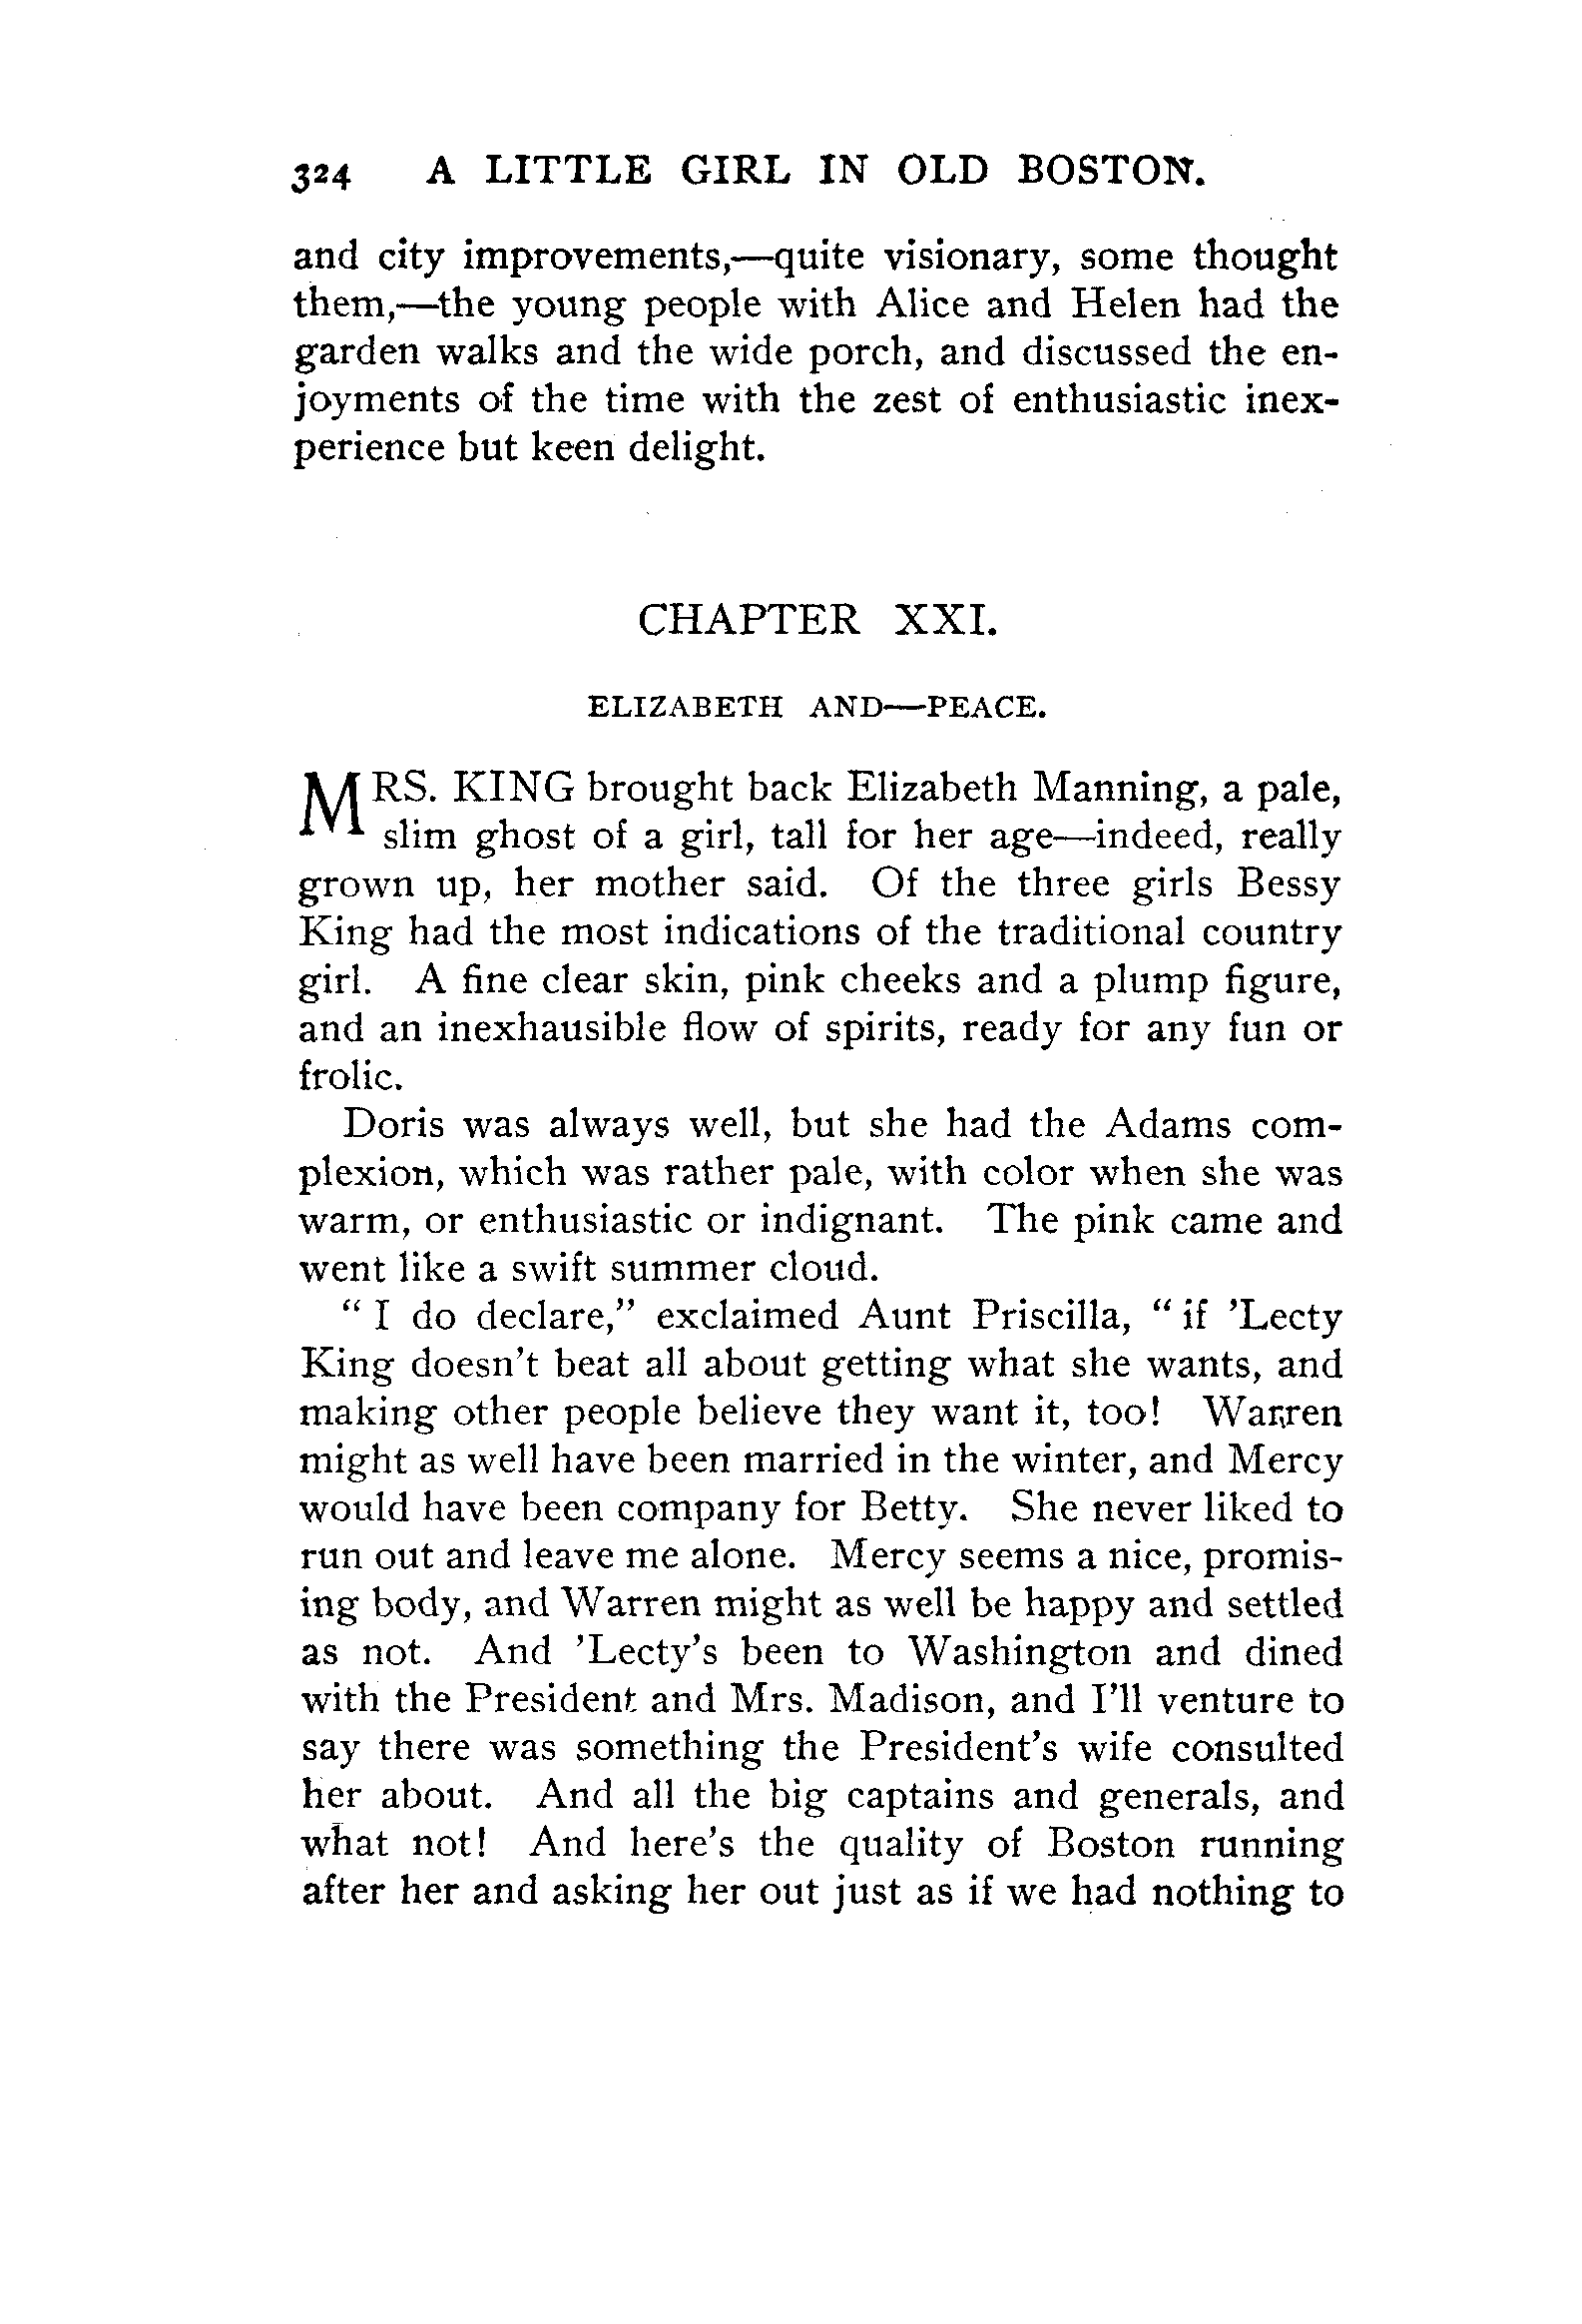 324 A LITTLE GIRL IN OLD BOSTON.
and city improvements,—quite visionary, some thought
them,—the young people with Alice and Helen had the
garden walks and the wide porch, and discussed the en-
joyments of the time with the zest of enthusiastic inex-
perience but keen delight.
CHAPTER XXI.
ELIZABETH AND—PEACE.
MRS. KING brought back Elizabeth Manning, a pale,
slim ghost of a girl, tall for her age—indeed, really
grown up, her mother said. Of the three girls Bessy
King had the most indications of the traditional country
girl. A fine clear skin, pink cheeks and a plump figure,
and an inexhausible flow of spirits, ready for any fun or
frolic.
Doris was always well, but she had the Adams com-
plexion, which was rather pale, with color when she was
warm, or enthusiastic or indignant. The pink came and
went like a swift summer cloud.
“ I do declare,” exclaimed Aunt Priscilla, “ if ’Lecty
King doesn’t beat all about getting what she wants, and
making other people believe they want it, too! Warren
might as well have been married in the winter, and Mercy
would have been company for Betty. She never liked to
run out and leave me alone. Mercy seems a nice, promis-
ing body, and Warren might as well be happy and settled
as not. And ’Lecty’s been to Washington and dined
with the President and Mrs. Madison, and I’ll venture to
say there was something the President’s wife consulted
her about. And all the big captains and generals, and
what not! And here’s the quality of Boston running
after her and asking her out just as if we had nothing to